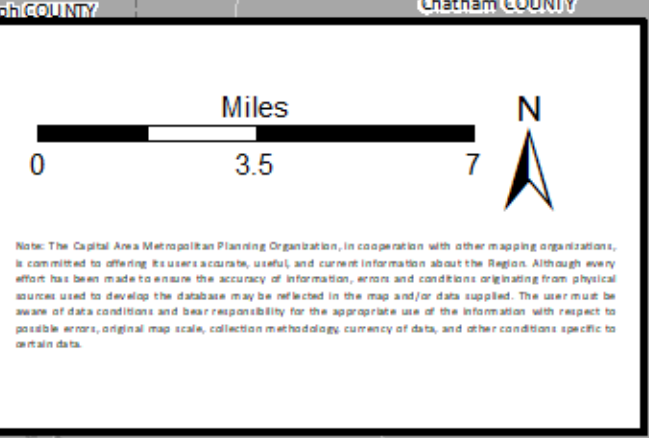 ph COUNTY
Chatham COUNTY
Miles
N
0 3.5 7
Note: The Capital Area Metropolitan Planning Organization, in cooperation with other mapping organizations,
is committed to offering its users accurate, useful, and current information about the Region. Although every
effort has been made to ensure the accuracy of information, errors and conditions originating from physical
sources used to develop the database may be reflected in the map and/or data supplied. The user must be
aware of data conditions and bear responsibility for the appropriate use of the information with respect to
possible errors, original map scale, collection methodology, currency of data, and other conditions specific to
certain data.